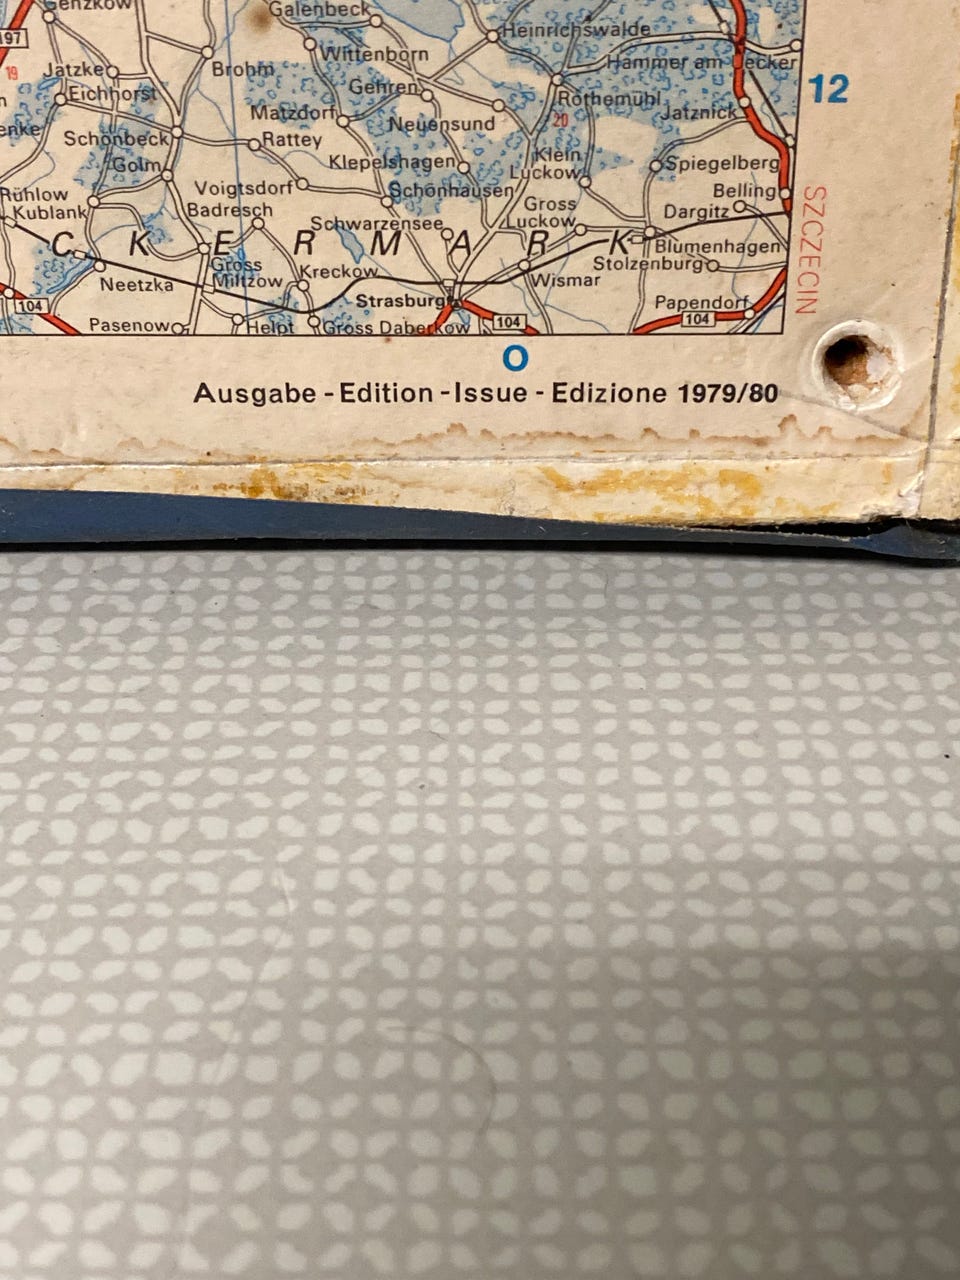 Genzkow
Galenbeck
Heinrichswalde
197
Wittenborn
Hammer am Uecker
19
Jatzke
Brohm
Gehren
12
Eichhorst
Rothemühl
Matzdorf
20
Jatznick
enke
Neuensund
Schönbeck
Rattey
Golm
Klepelshagen
Klein
Luckow
Spiegelberg
Rühlow
Voigtsdorf
Schönhausen
Belling
Kublank
Badresch
Gross
Luckow
Dargitz
SZCZECIN
Schwarzensee
C K E R M A R K
Blumenhagen
Gross
Miltzow
Kreckow
Stolzenburg
Neetzka
Wismar
Strasburg
Papendorf
104
104
104
Pasenow
Helpt
Gross Daberkow
O
Ausgabe - Edition - Issue - Edizione 1979/80